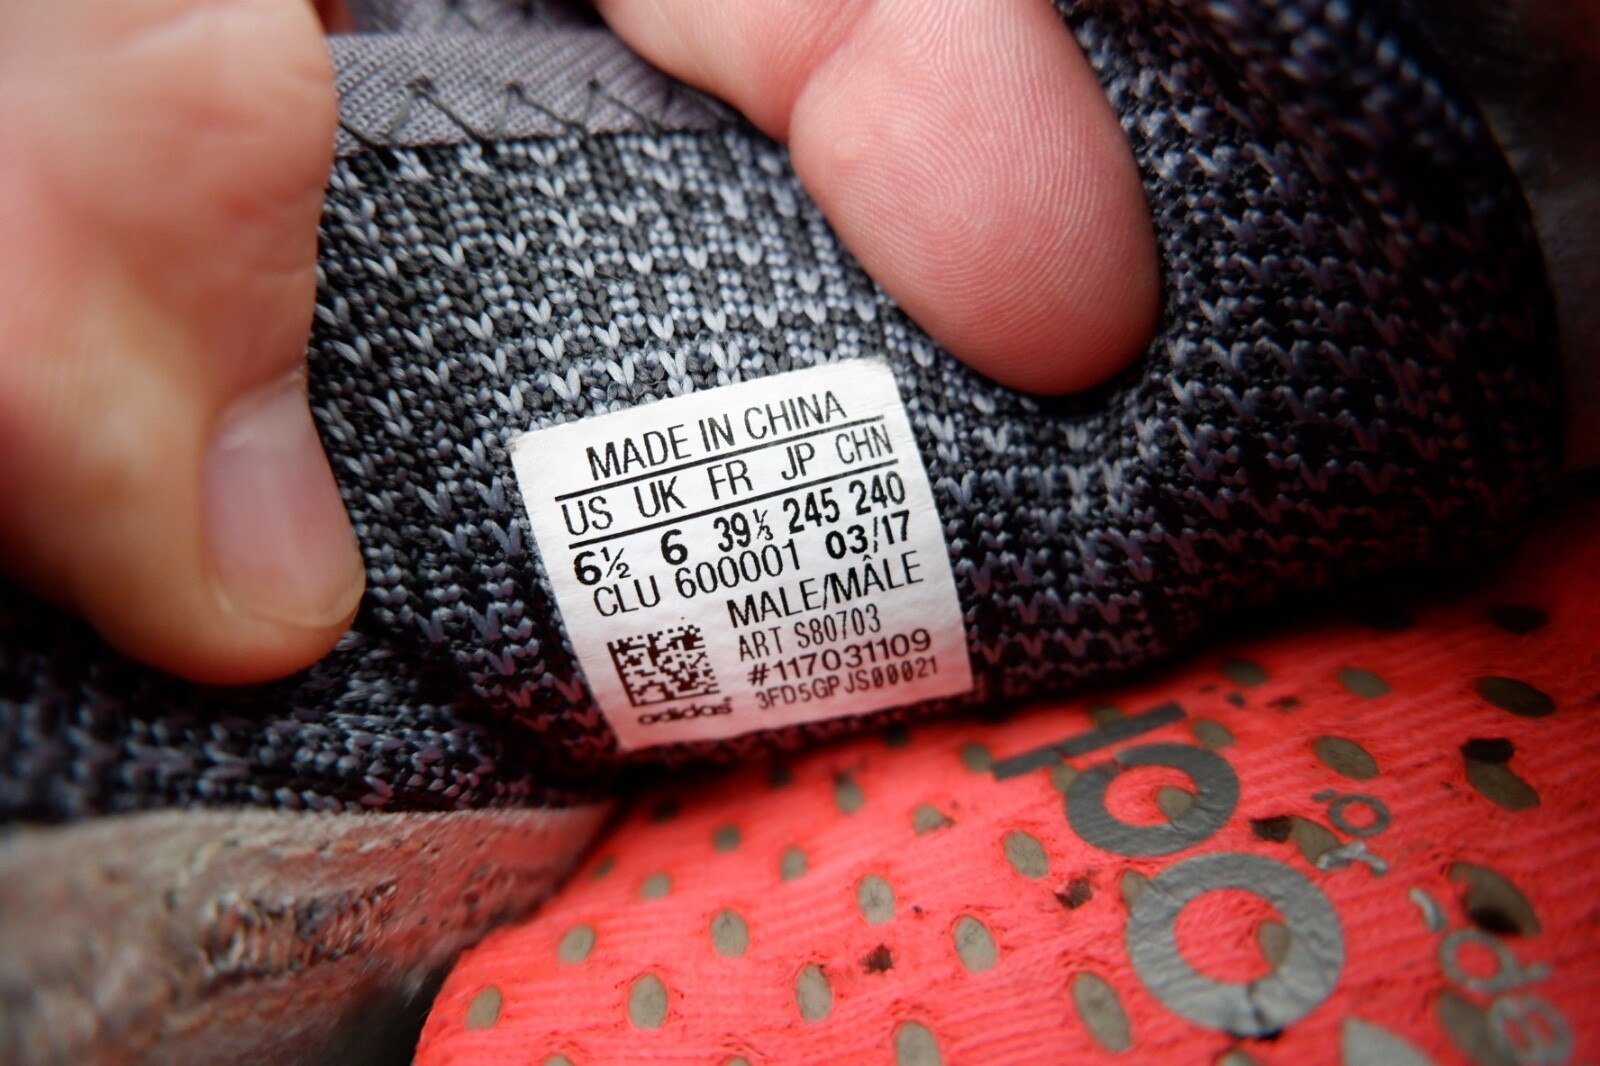 MADE IN CHINA
US UK FR JP CHN
6½ 6 39⅓ 245 240
CLU 600001 03/17
MALE/MÂLE
ART S80703
#117031109
3FD5GPJS00021
adidas